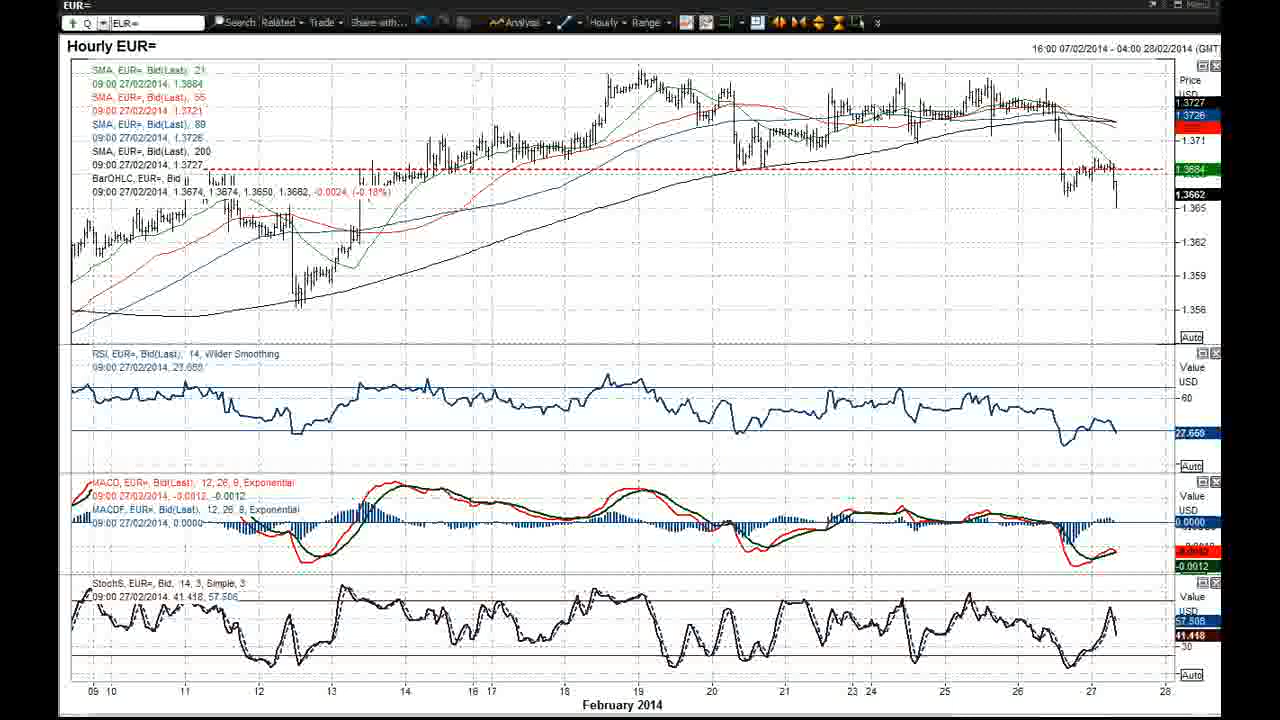 EUR=
Menu
Q EUR= Search Related Trade Share with... Analysis Hourly Range
Hourly EUR=
16:00 07/02/2014 - 04:00 28/02/2014 (GMT)
SMA, EUR=, Bid(Last), 21
09:00 27/02/2014, 1.3684
SMA, EUR=, Bid(Last), 55
09:00 27/02/2014, 1.3721
SMA, EUR=, Bid(Last), 89
09:00 27/02/2014, 1.3726
SMA, EUR=, Bid(Last), 200
09:00 27/02/2014, 1.3727
BarOHLC, EUR=, Bid
09:00 27/02/2014, 1.3674, 1.3674, 1.3650, 1.3662, -0.0024, (-0.18%)
Price
USD
1.3727
1.3726
1.371
1.3684
1.3662
1.365
1.362
1.359
1.356
Auto
RSI, EUR=, Bid(Last), 14, Wilder Smoothing
09:00 27/02/2014, 27.668
Value
USD
60
27.668
Auto
MACD, EUR=, Bid(Last), 12, 26, 9, Exponential
09:00 27/02/2014, -0.0012, -0.0012
MACDF, EUR=, Bid(Last), 12, 26, 9, Exponential
09:00 27/02/2014, 0.0000
Value
USD
0.0000
-0.0012
-0.0012
StochS, EUR=, Bid, 14, 3, Simple, 3
09:00 27/02/2014, 41.418, 57.808
Value
USD
57.808
41.418
30
Auto
09 10 11 12 13 14 16 17 18 19 20 21 23 24 25 26 27 28
February 2014